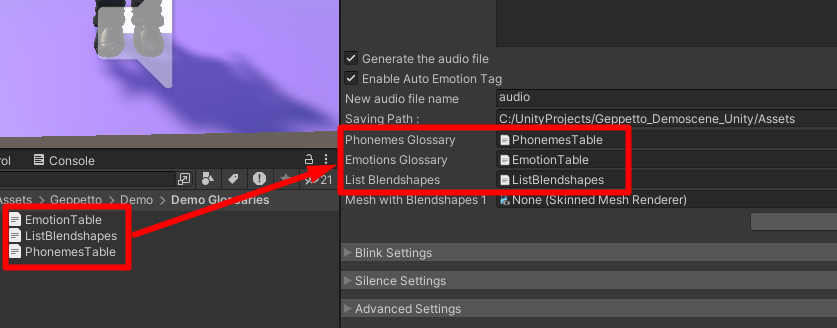 Generate the audio file
Enable Auto Emotion Tag
New audio file name audio
Saving Path : C:/UnityProjects/Geppetto_Demoscene_Unity/Assets
Phonemes Glossary PhonemesTable
Emotions Glossary EmotionTable
List Blendshapes ListBlendshapes
Mesh with Blendshapes 1 None (Skinned Mesh Renderer)
Blink Settings
Silence Settings
Advanced Settings
rol Console
21
Assets > Geppetto > Demo > Demo Glossaries
EmotionTable
ListBlendshapes
PhonemesTable